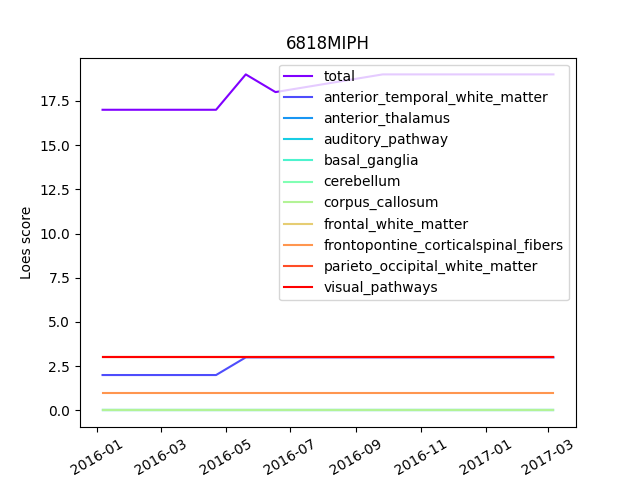 6818MIPH
Loes score
17.5
15.0
12.5
10.0
7.5
5.0
2.5
0.0
total
anterior_temporal_white_matter
anterior_thalamus
auditory_pathway
basal_ganglia
cerebellum
corpus_callosum
frontal_white_matter
frontopontine_corticalspinal_fibers
parieto_occipital_white_matter
visual_pathways
2016-01
2016-03
2016-05
2016-07
2016-09
2016-11
2017-01
2017-03